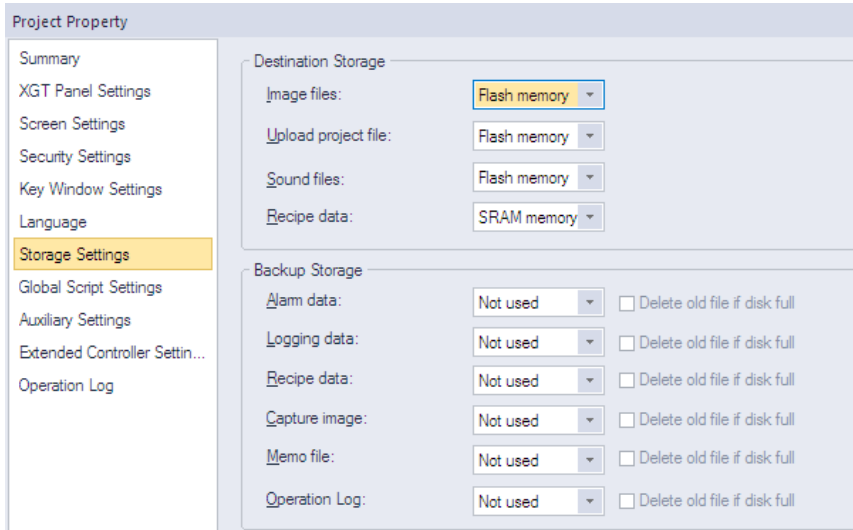 Project Property
Summary
XGT Panel Settings
Screen Settings
Security Settings
Key Window Settings
Language
Storage Settings
Global Script Settings
Auxiliary Settings
Extended Controller Settin...
Operation Log
Destination Storage
Image files: Flash memory
Upload project file: Flash memory
Sound files: Flash memory
Recipe data: SRAM memory
Backup Storage
Alarm data: Not used Delete old file if disk full
Logging data: Not used Delete old file if disk full
Recipe data: Not used Delete old file if disk full
Capture image: Not used Delete old file if disk full
Memo file: Not used Delete old file if disk full
Operation Log: Not used Delete old file if disk full